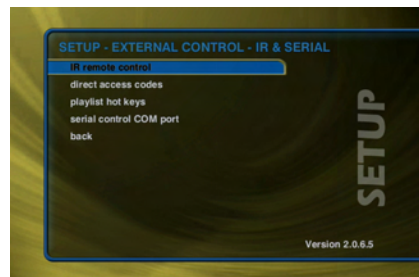 SETUP - EXTERNAL CONTROL - IR & SERIAL
IR remote control
direct access codes
playlist hot keys
serial control COM port
back
SETUP
Version 2.0.6.5